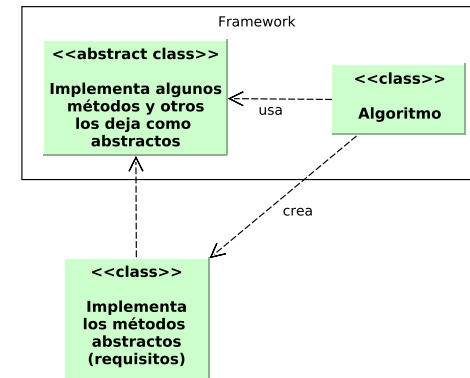 Framework
<<abstract class>>
Implementa algunos
métodos y otros
los deja como
abstractos
<<class>>
Algoritmo
usa
crea
<<class>>
Implementa
los métodos
abstractos
(requisitos)